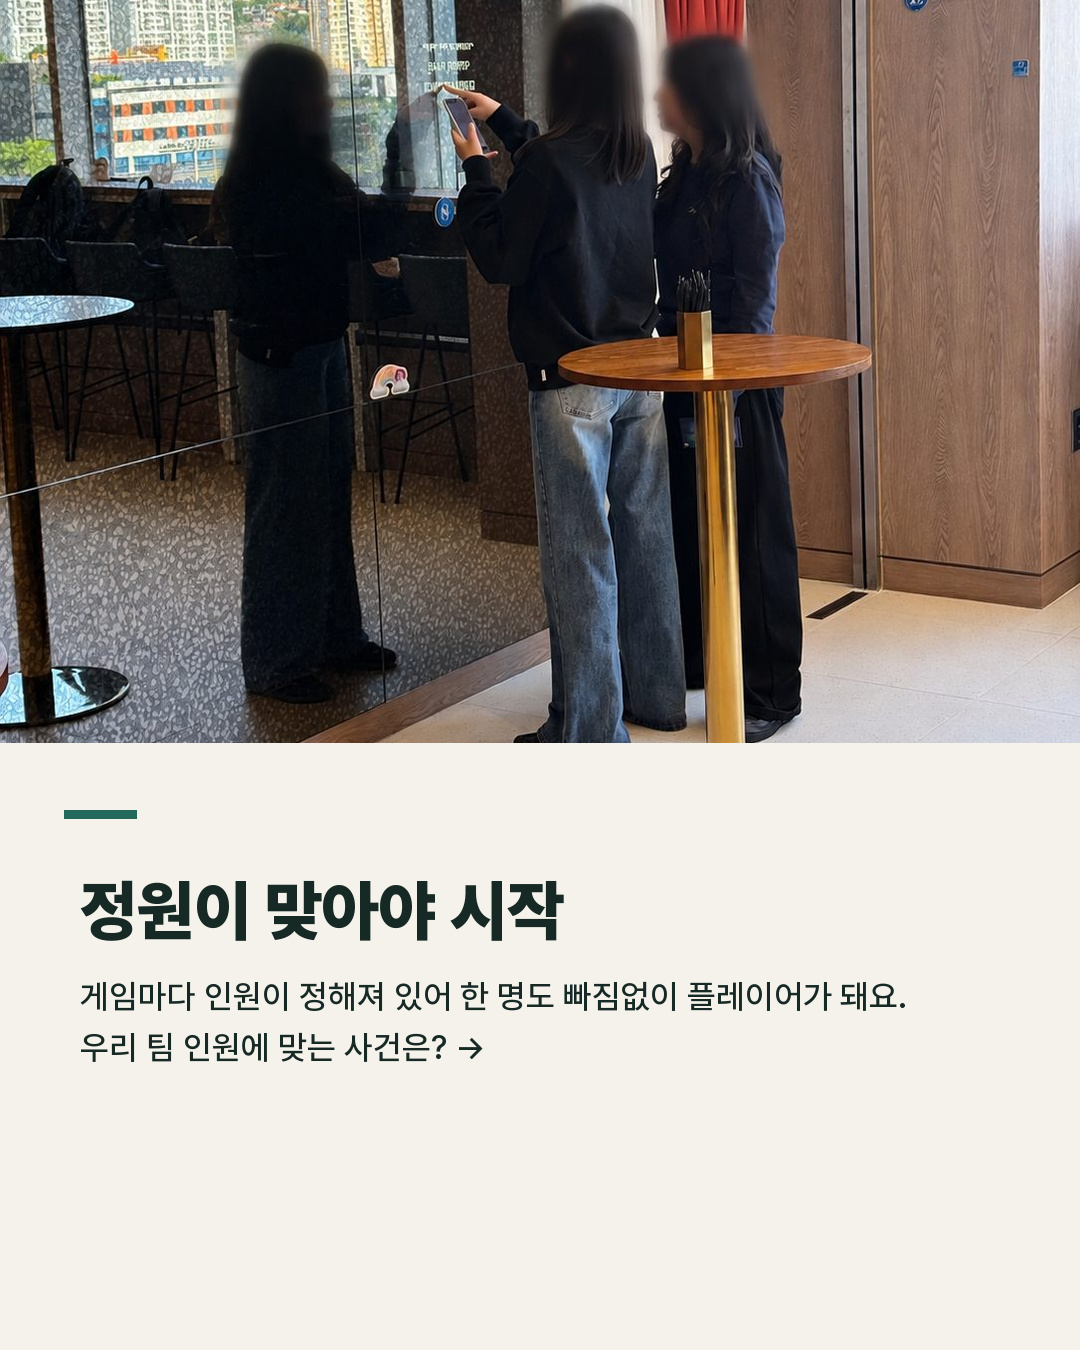 정원이 맞아야 시작
게임마다 인원이 정해져 있어 한 명도 빠짐없이 플레이어가 돼요.
우리 팀 인원에 맞는 사건은? →